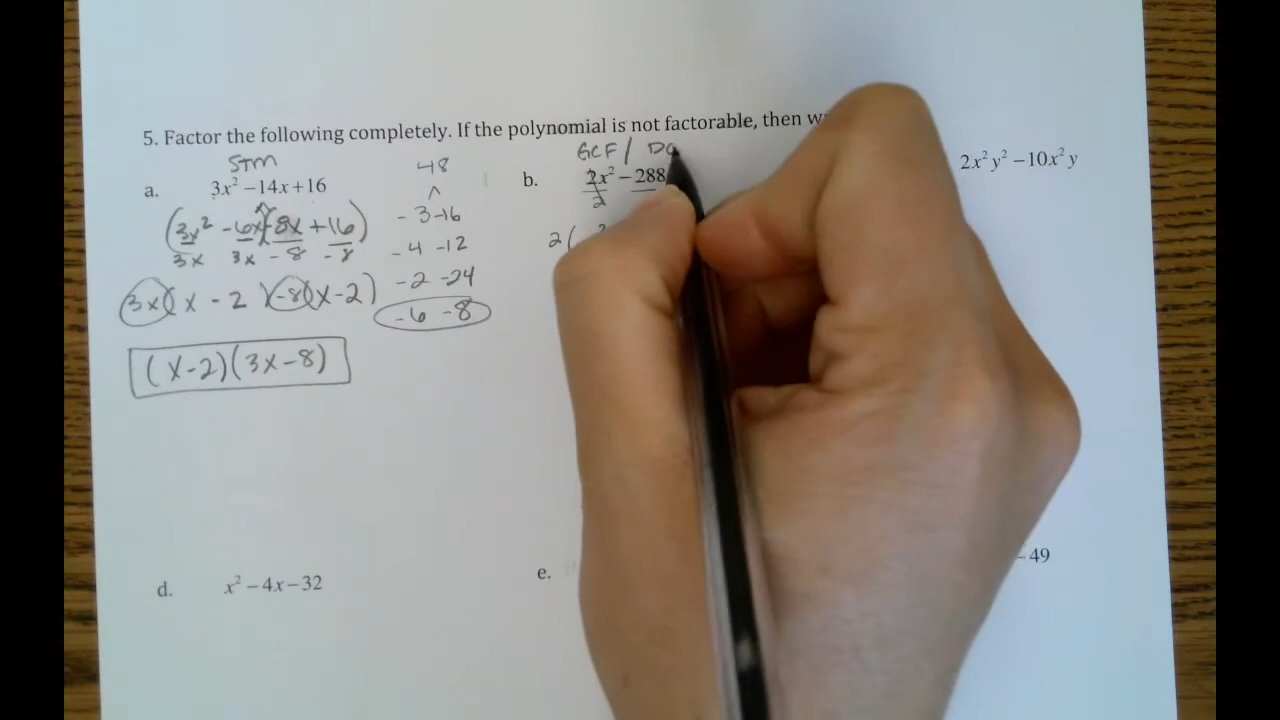 5. Factor the following completely. If the polynomial is not factorable, then
STM
a. 3x² – 14x + 16
(3x² - 6x)(-8x + 16)
3x 3x -8 -8
3x(x - 2)(-8)(x - 2)
(x - 2)(3x - 8)
48
^
-3 -16
-4 -12
-2 -24
-6 -8
GCF /
b. 2x² – 288
2
2(
2x²y² – 10x²y
d. x² – 4x – 32
e.
– 49